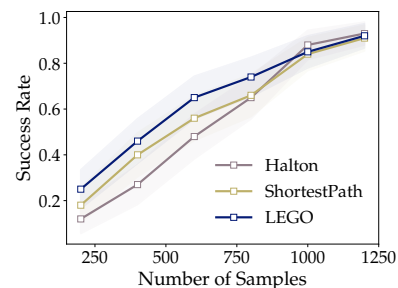 1.0
0.8
0.6
0.4
0.2
Success Rate
Halton
ShortestPath
LEGO
250 500 750 1000 1250
Number of Samples